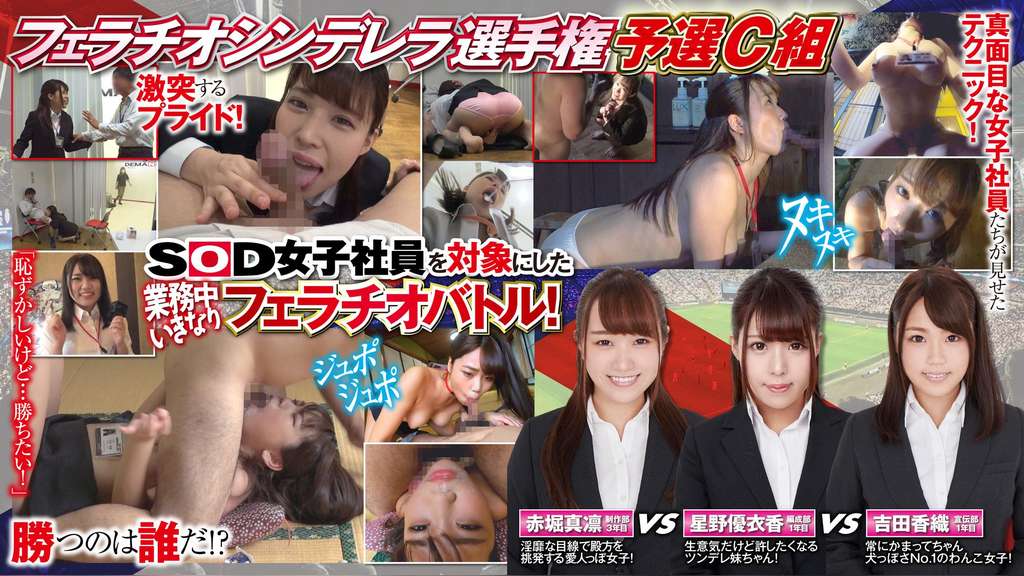 フェラチオシンデレラ選手権 予選C組
激突する
プライド!
真面目な女子社員たちが見せた
テクニック!
ヌキ
ヌキ
SOD女子社員を対象にした
業務中
いきなり
フェラチオバトル!
「恥ずかしいけど…勝ちたい!」
ジュポ
ジュポ
勝つのは誰だ!?
赤堀真凛 制作部
3年目
VS
星野優衣香 編成部
1年目
VS
吉田香織 宣伝部
1年目
淫靡な目線で殿方を
挑発する愛人っぽ女子!
生意気だけど許したくなる
ツンデレ妹ちゃん!
常にかまってちゃん
犬っぽさNo.1のわんこ女子!